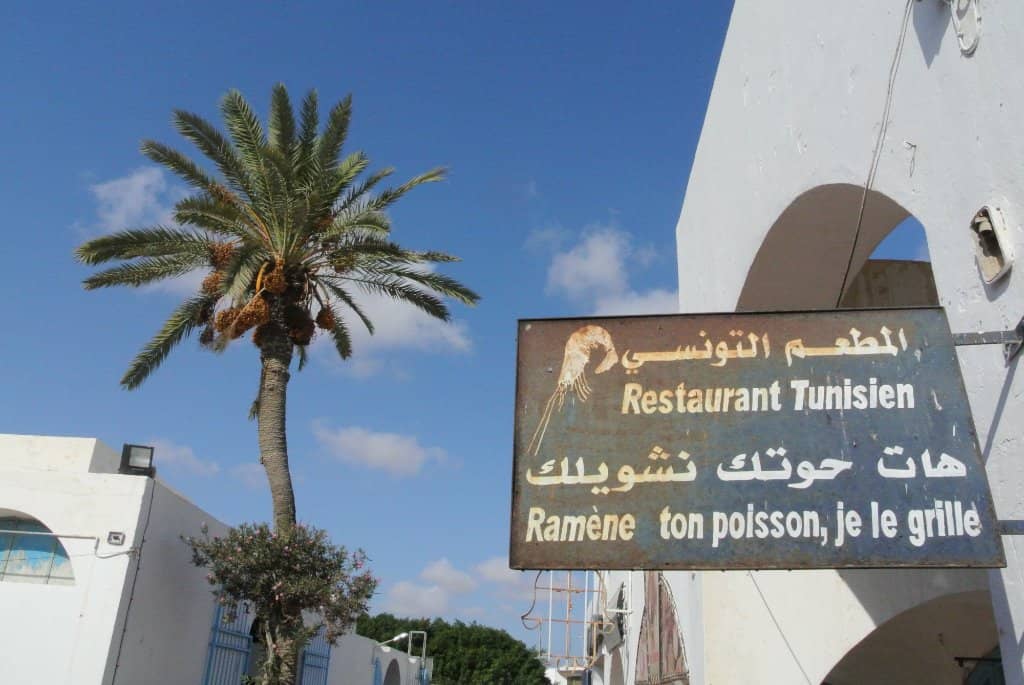 المطعم التونسي
Restaurant Tunisien
هات حوتك نشويلك
Ramène ton poisson, je le grille